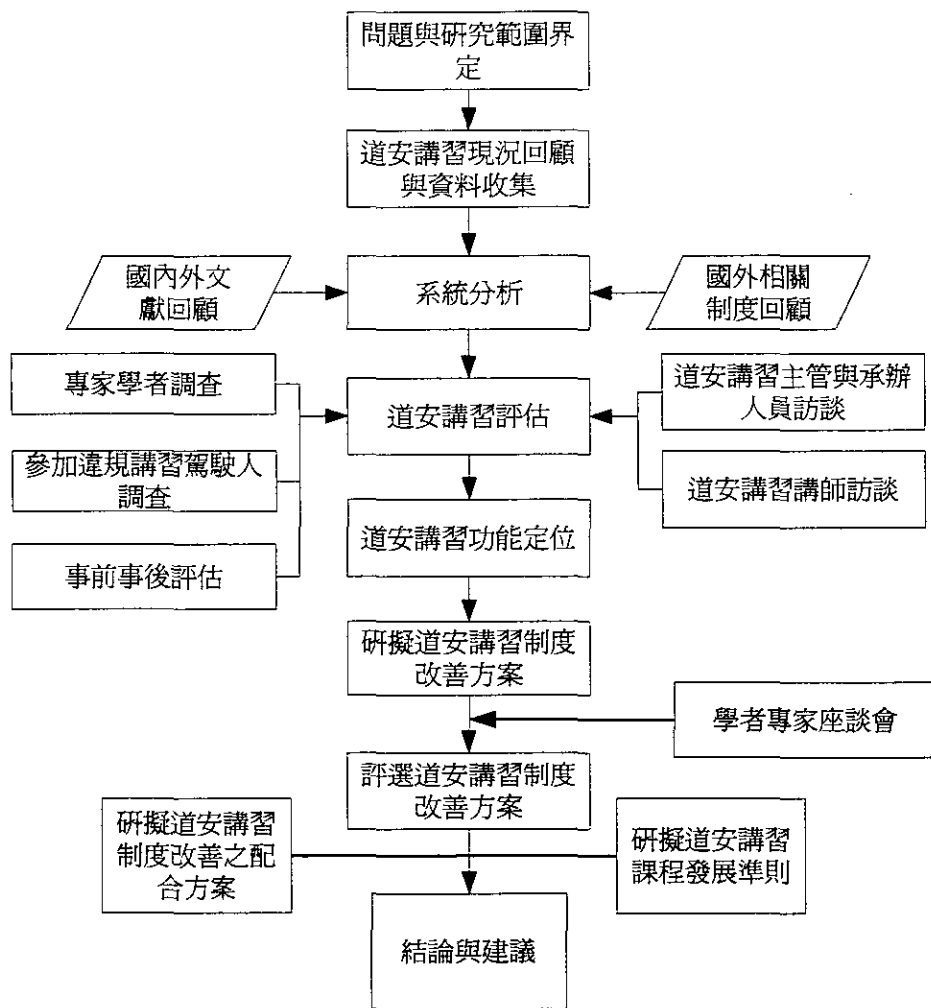 問題與研究範圍界
定
道安講習現況回顧
與資料收集
國內外文
獻回顧
系統分析
國外相關
制度回顧
專家學者調查
道安講習評估
道安講習主管與承辦
人員訪談
參加違規講習駕駛人
調查
道安講習講師訪談
道安講習功能定位
事前事後評估
研擬道安講習制度
改善方案
學者專家座談會
評選道安講習制度
改善方案
研擬道安講習
制度改善之配
合方案
研擬道安講習
課程發展準則
結論與建議